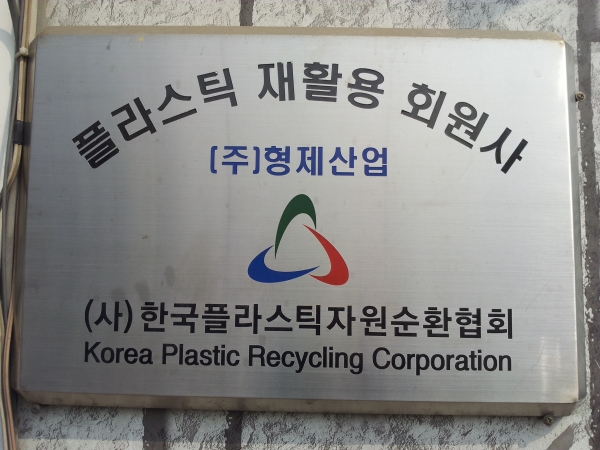 플라스틱 재활용 회원사
(주)형제산업
(사)한국플라스틱자원순환협회
Korea Plastic Recycling Corporation